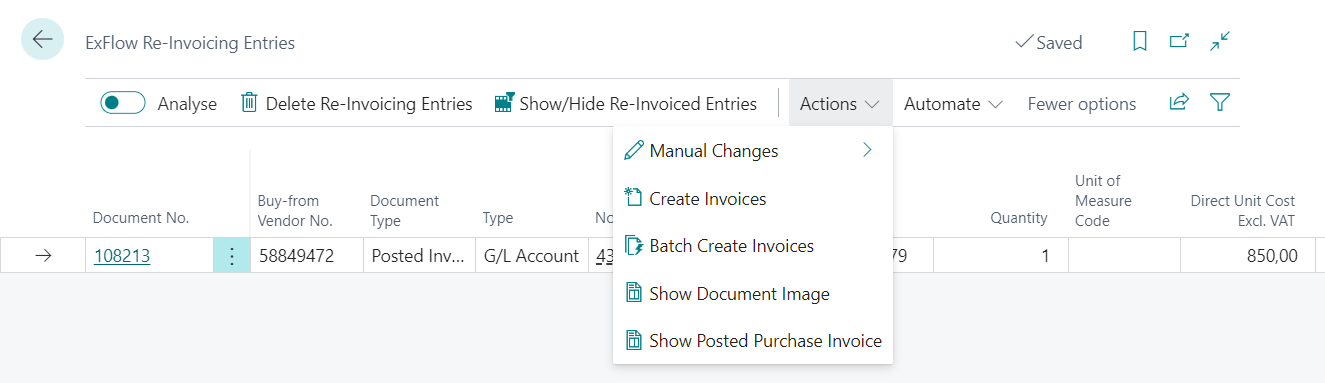 ExFlow Re-Invoicing Entries
Saved
Analyse
Delete Re-Invoicing Entries
Show/Hide Re-Invoiced Entries
Actions
Automate
Fewer options
Manual Changes
Create Invoices
Batch Create Invoices
Show Document Image
Show Posted Purchase Invoice
Document No.
Buy-from
Vendor No.
Document
Type
Type
No
Quantity
Unit of
Measure
Code
Direct Unit Cost
Excl. VAT
108213
58849472
Posted Inv...
G/L Account
43
79
1
850,00